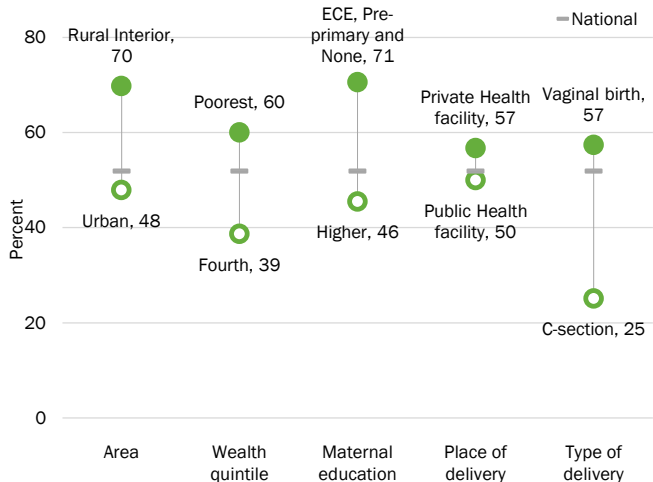 ECE, Pre-
primary and
None, 71
National
80
Rural Interior,
70
Poorest, 60
Private Health
facility, 57
Vaginal birth,
57
60
Percent
40
Urban, 48
Fourth, 39
Higher, 46
Public Health
facility, 50
C-section, 25
20
0
Area
Wealth
quintile
Maternal
education
Place of
delivery
Type of
delivery